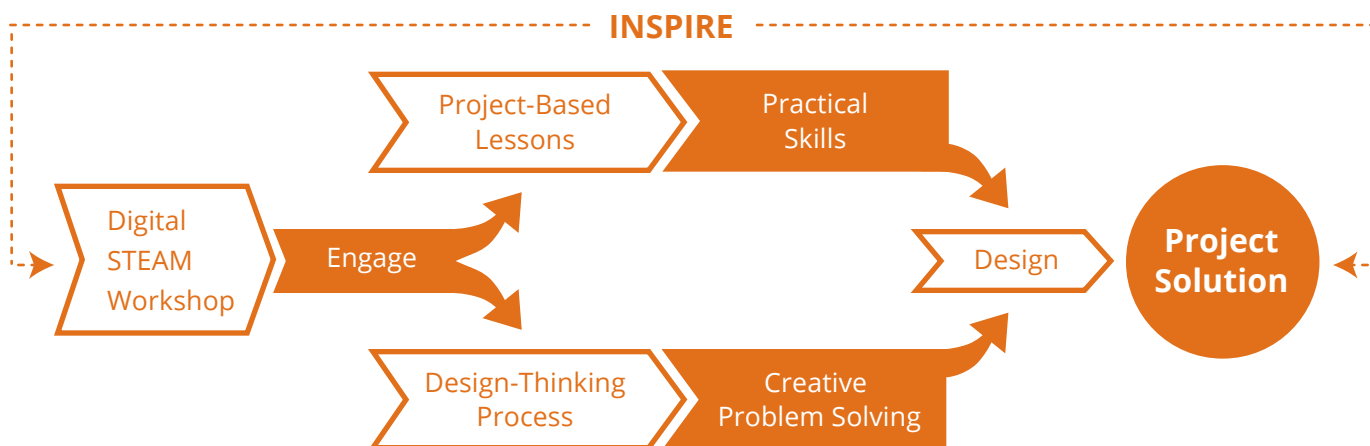 INSPIRE
Project-Based
Lessons
Practical
Skills
Digital
STEAM
Workshop
Engage
Design
Project
Solution
Design-Thinking
Process
Creative
Problem Solving